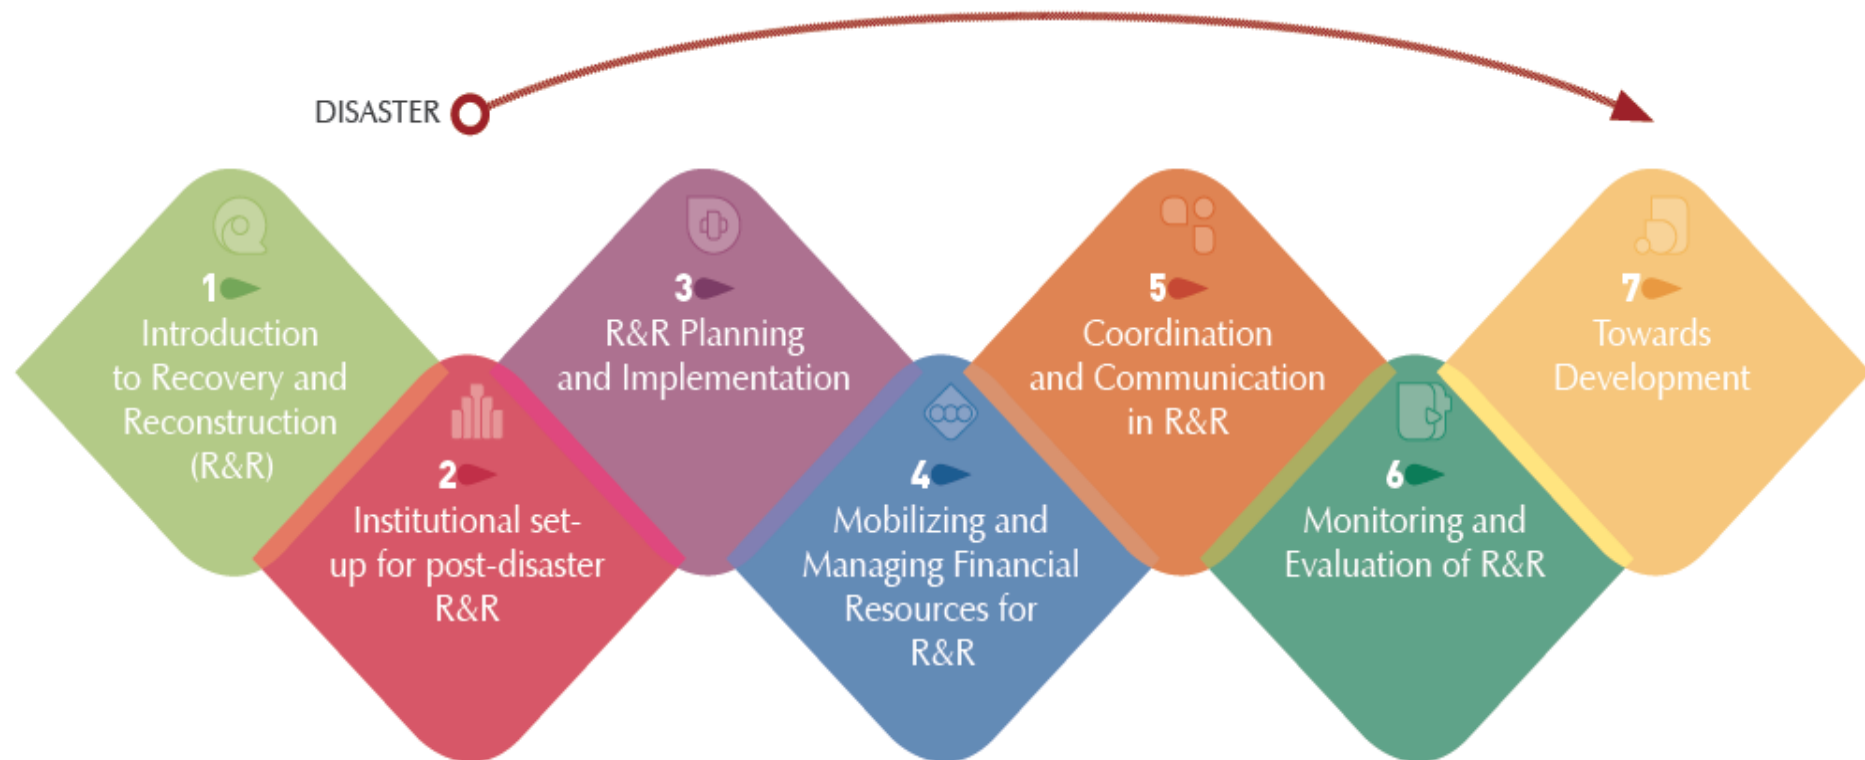 DISASTER
1
Introduction
to Recovery and
Reconstruction
(R&R)
2
Institutional set-
up for post-disaster
R&R
3
R&R Planning
and Implementation
4
Mobilizing and
Managing Financial
Resources for
R&R
5
Coordination
and Communication
in R&R
6
Monitoring and
Evaluation of R&R
7
Towards
Development